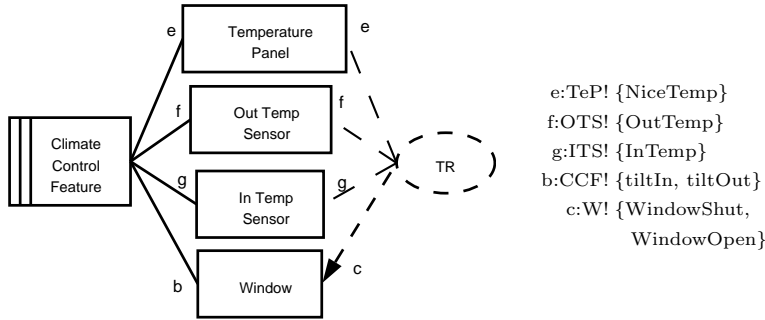 e
Temperature
Panel
e
f
Out Temp
Sensor
f
Climate
Control
Feature
g
In Temp
Sensor
g
TR
b
Window
c
e:TeP! {NiceTemp}
f:OTS! {OutTemp}
g:ITS! {InTemp}
b:CCF! {tiltIn, tiltOut}
c:W! {WindowShut,
WindowOpen}